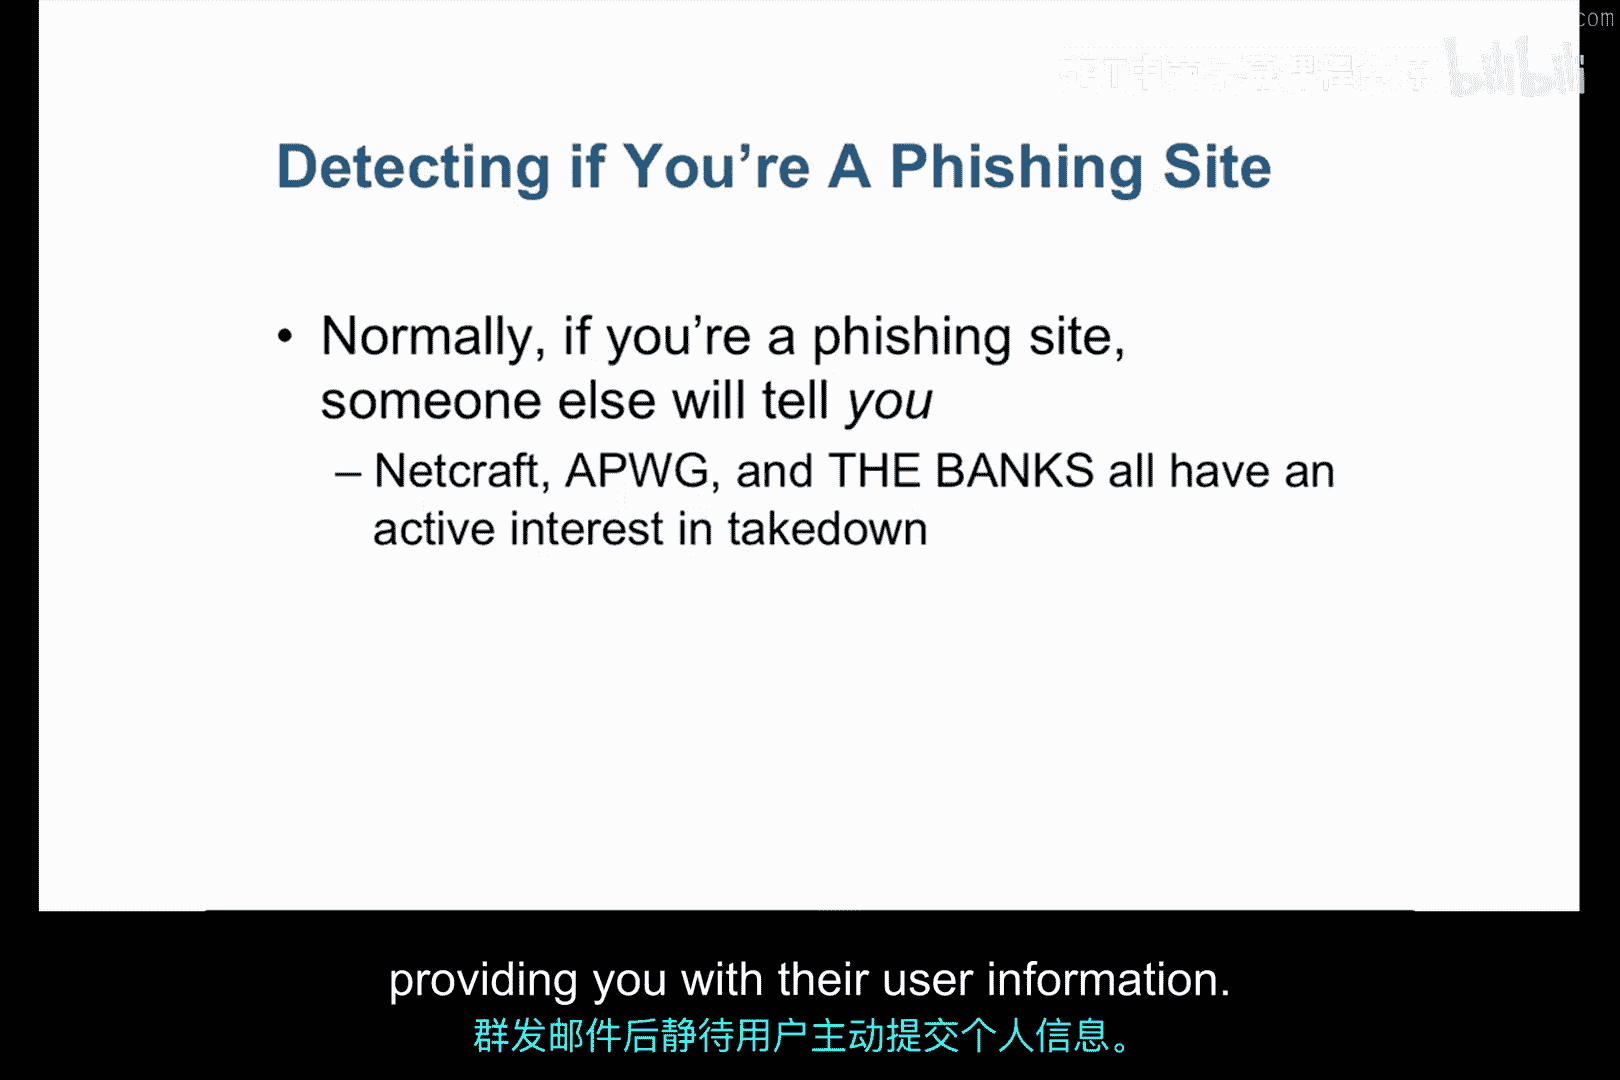 com
bilibili
Detecting if You’re A Phishing Site
• Normally, if you’re a phishing site,
someone else will tell you
– Netcraft, APWG, and THE BANKS all have an
active interest in takedown
providing you with their user information.
群发邮件后静待用户主动提交个人信息。